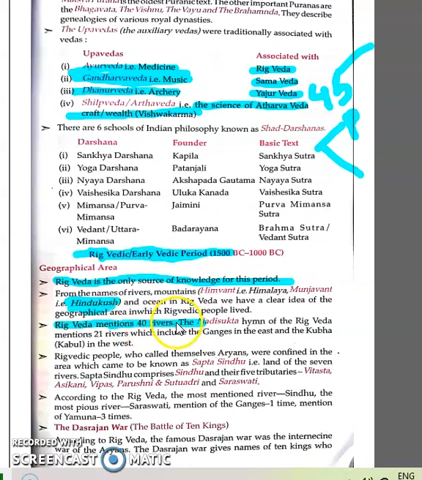 is the oldest Puranic text. The other important Puranas are
the Bhagavata, The Vishnu, The Vayu and The Brahamnda, They describe
genealogies of various royal dynasties.
➢ The Upavedas (the auxiliary vedas) were traditionally associated with
vedas :
Upavedas Associated with
(i) Ayurveda i.e. Medicine Rig Veda
(ii) Gandharvaveda i.e. Music Sama Veda
(iii) Dhanurveda i.e. Archery Yajur Veda
(iv) Shilpveda/Arthaveda i.e. the science of Atharva Veda
craft/wealth (Vishwakarma)
45
➢ There are 6 schools of Indian philosophy known as Shad-Darshanas.
Darshana Founder Basic Text
(i) Sankhya Darshana Kapila Sankhya Sutra
(ii) Yoga Darshana Patanjali Yoga Sutra
(iii) Nyaya Darshana Akshapada Gautama Nayaya Sutra
(iv) Vaishesika Darshana Uluka Kanada Vaishesika Sutra
(v) Mimansa/Purva- Jaimini Purva Mimansa
Mimansa Sutra
(vi) Vedant/Uttara- Badarayana Brahma Sutra/
Mimansa Vedant Sutra
Rig Vedic/Early Vedic Period (1500 BC–1000 BC)
Geographical Area
➢ Rig Veda is the only source of knowledge for this period.
➢ From the names of rivers, mountains (Himvant i.e. Himalaya, Munjavant
i.e. Hindukush) and ocean in Rig Veda we have a clear idea of the
geographical area in which Rigvedic people lived.
➢ Rig Veda mentions 40 rivers. The Nadisukta hymn of the Rig Veda
mentions 21 rivers which include the Ganges in the east and the Kubha
(Kabul) in the west.
➢ Rigvedic people, who called themselves Aryans, were confined in the
area which came to be known as Sapta Sindhu i.e. land of the seven
rivers. Sapta Sindhu comprises Sindhu and their five tributaries – Vitasta,
Asikani, Vipas, Parushni & Sutuadri and Saraswati.
➢ According to the Rig Veda, the most mentioned river—Sindhu, the
most pious river—Saraswati, mention of the Ganges–1 time, mention
of Yamuna–3 times.
➢ The Dasrajan War (The Battle of Ten Kings)
RECORDED WITH
According to Rig Veda, the famous Dasrajan war was the internecine
war of the Aryans. The Dasrajan war gives names of ten kings who
SCREENCAST MATIC
ENG